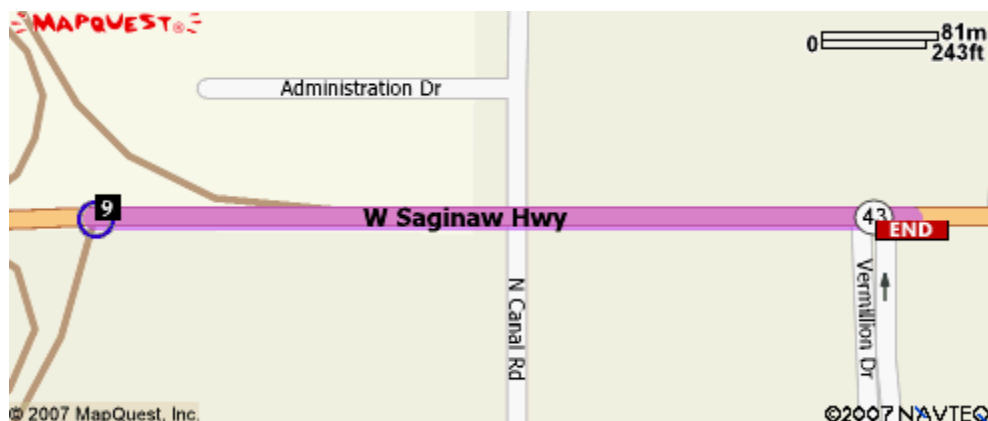 MAPQUEST®
0 81m
243ft
Administration Dr
9
W Saginaw Hwy
43
END
N Canal Rd
Vermillion Dr
© 2007 MapQuest, Inc.
©2007 NAVTEQ